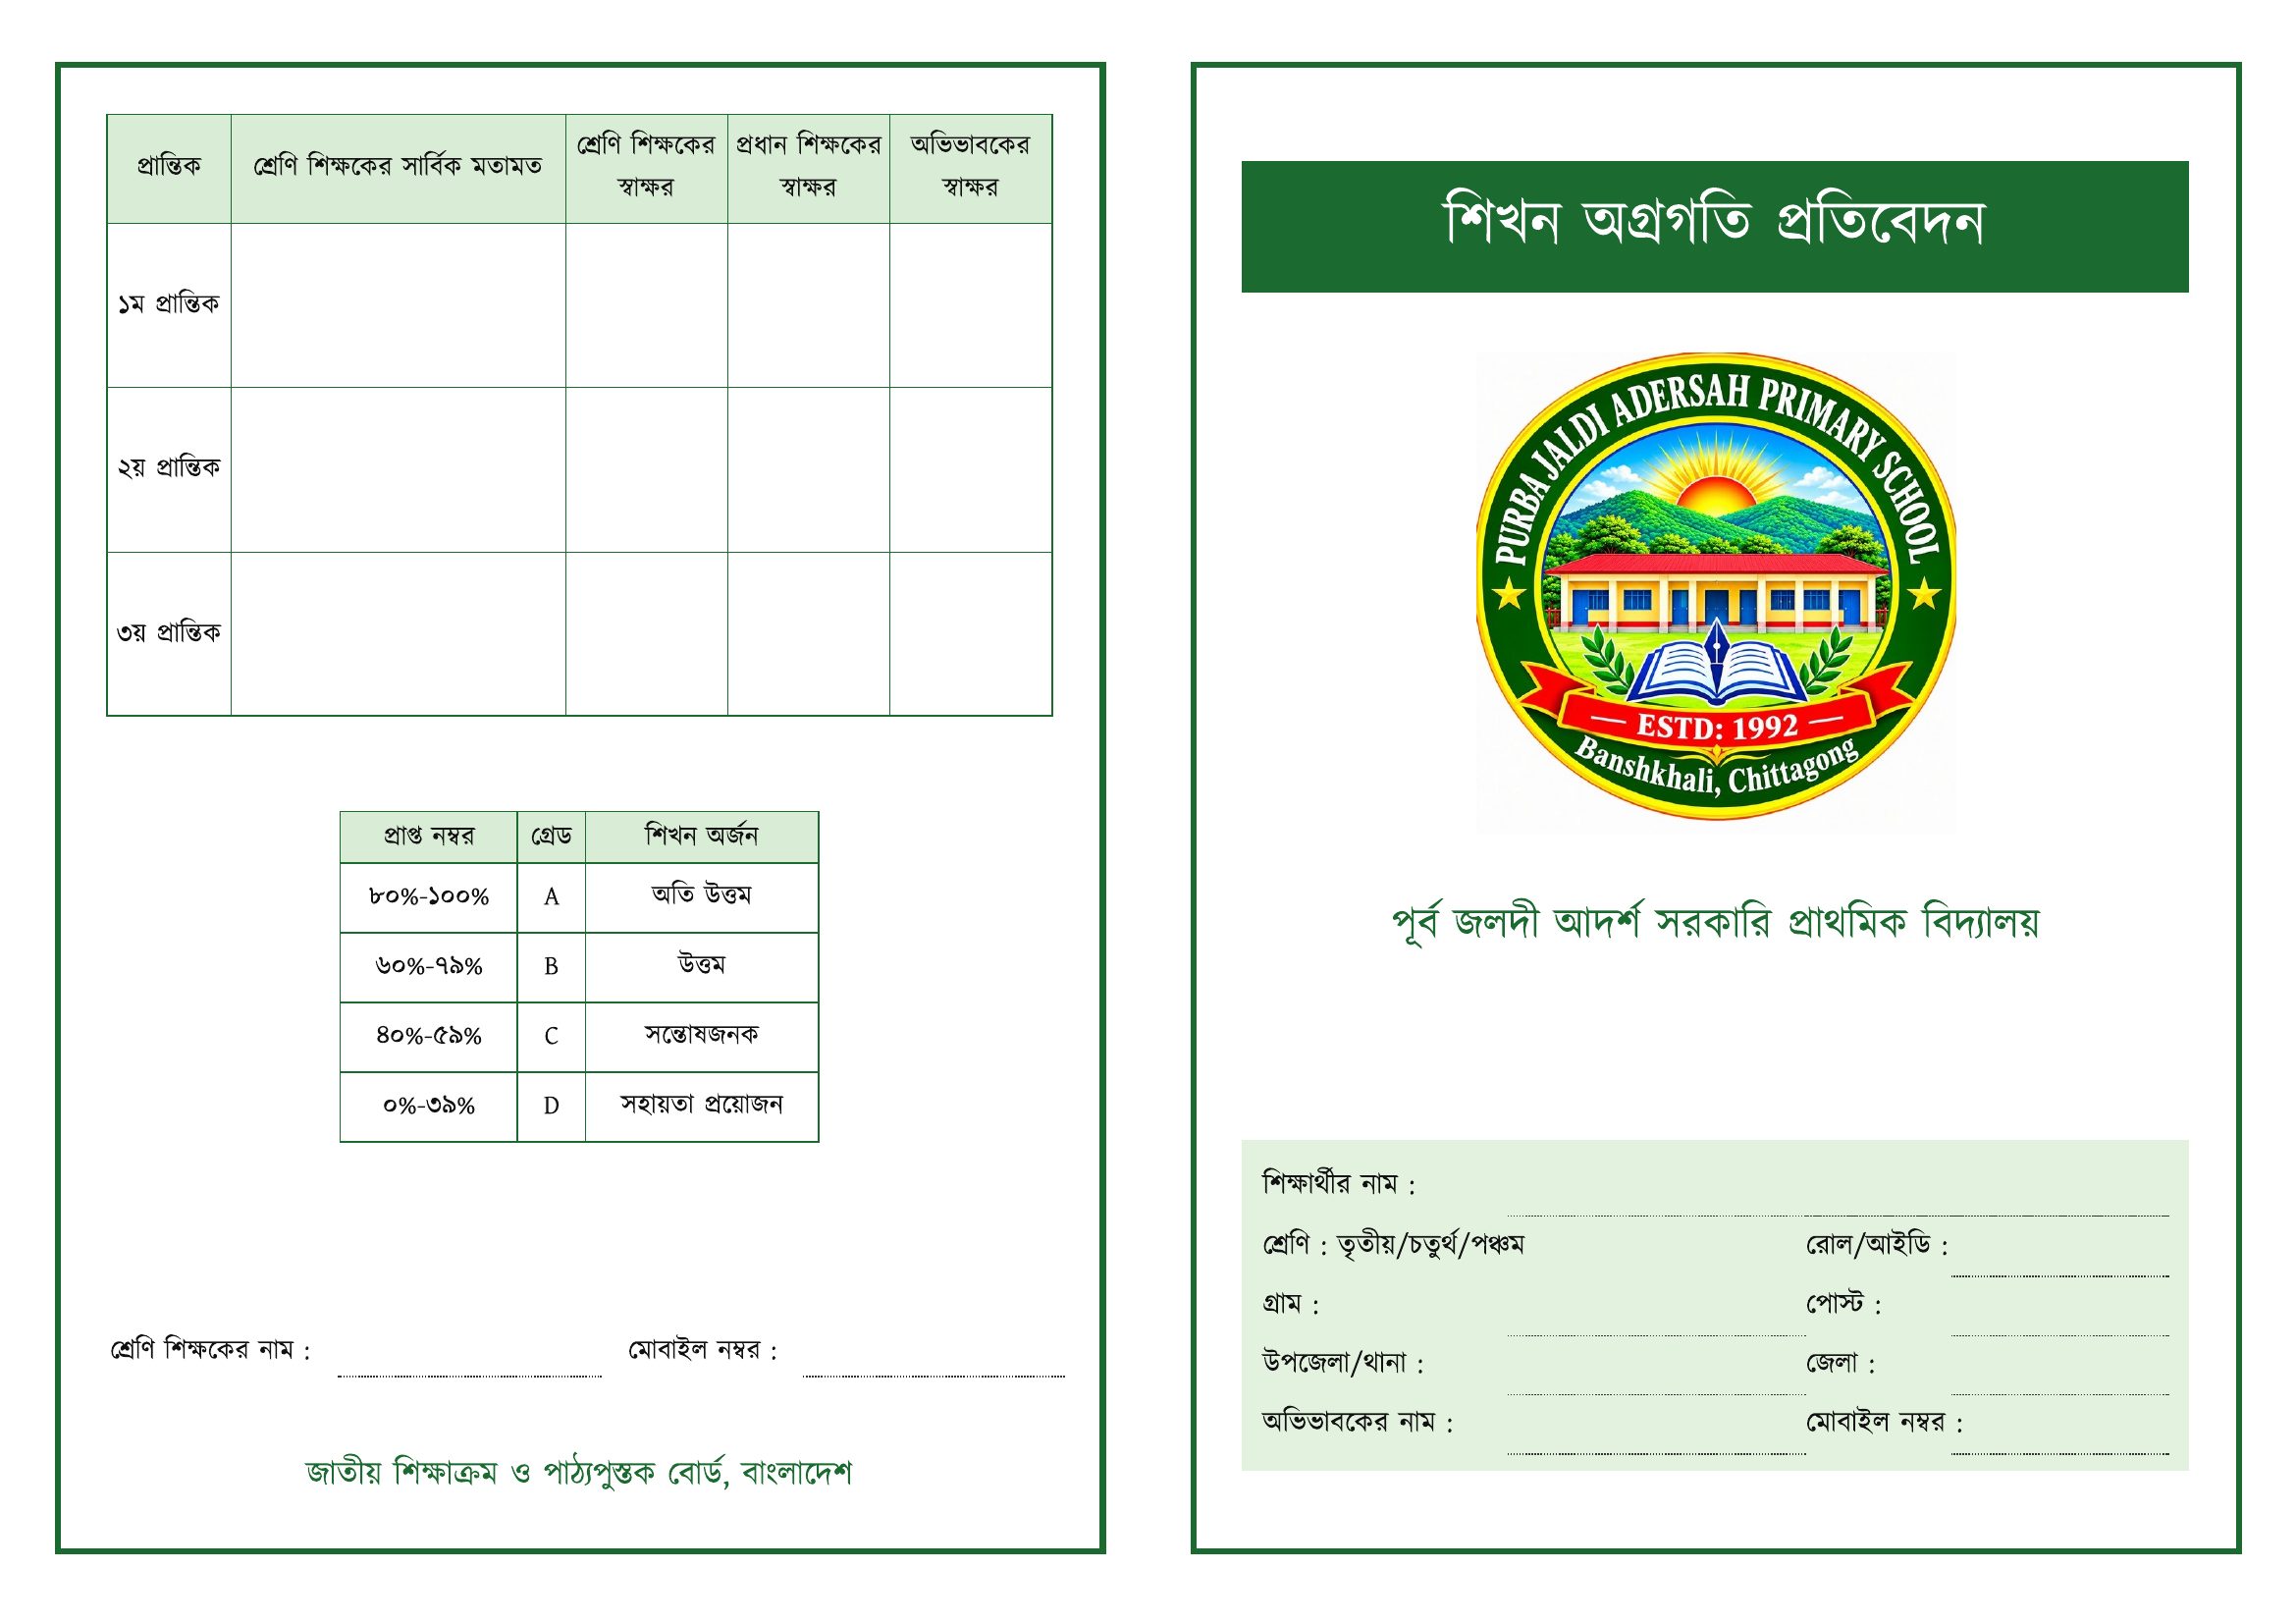 প্রান্তিক শ্রেণি শিক্ষকের সার্বিক মতামত শ্রেণি শিক্ষকের স্বাক্ষর প্রধান শিক্ষকের স্বাক্ষর অভিভাবকের স্বাক্ষর
১ম প্রান্তিক
২য় প্রান্তিক
৩য় প্রান্তিক
প্রাপ্ত নম্বর গ্রেড শিখন অর্জন
৮০%-১০০% A অতি উত্তম
৬০%-৭৯% B উত্তম
৪০%-৫৯% C সন্তোষজনক
০%-৩৯% D সহায়তা প্রয়োজন
শ্রেণি শিক্ষকের নাম : মোবাইল নম্বর :
জাতীয় শিক্ষাক্রম ও পাঠ্যপুস্তক বোর্ড, বাংলাদেশ
শিখন অগ্রগতি প্রতিবেদন
PURBA JALDI ADERSAH PRIMARY SCHOOL
ESTD: 1992
Banshkhali, Chittagong
পূর্ব জলদী আদর্শ সরকারি প্রাথমিক বিদ্যালয়
শিক্ষার্থীর নাম :
শ্রেণি : তৃতীয়/চতুর্থ/পঞ্চম রোল/আইডি :
গ্রাম : পোস্ট :
উপজেলা/থানা : জেলা :
অভিভাবকের নাম : মোবাইল নম্বর :